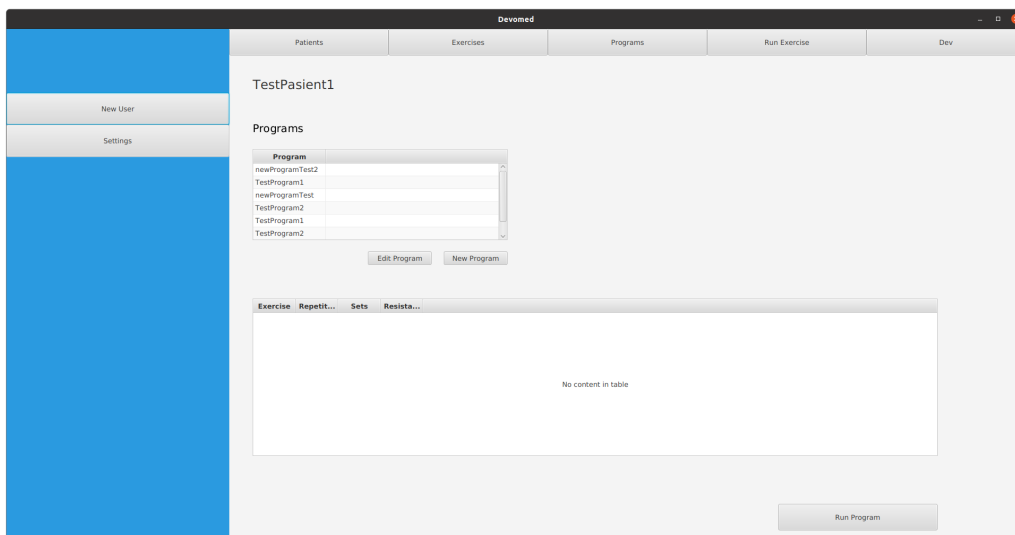 Devomed
Patients Exercises Programs Run Exercise Dev
TestPasient1
New User
Settings
Programs
Program
newProgramTest2
TestProgram1
newProgramTest
TestProgram2
TestProgram1
TestProgram2
Edit Program New Program
Exercise Repetit... Sets Resista...
No content in table
Run Program